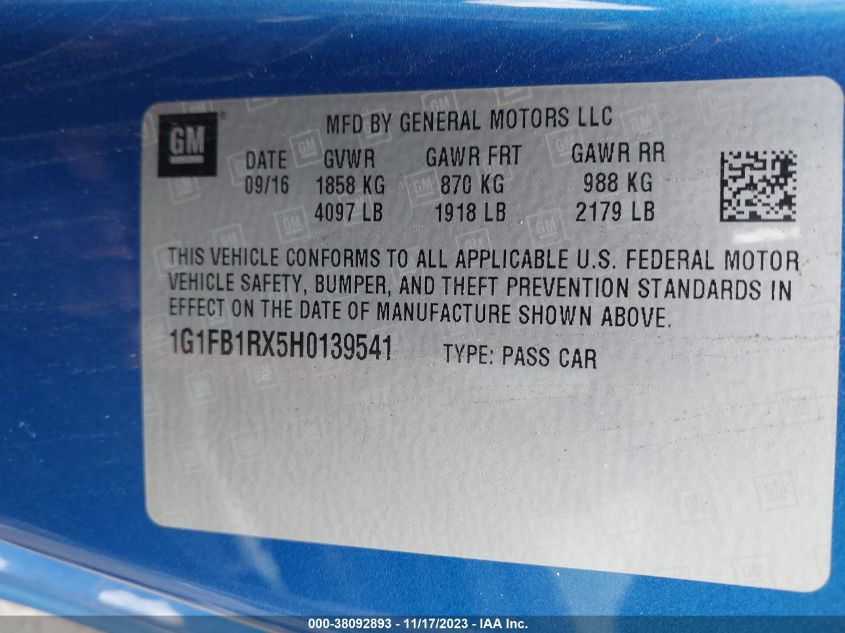 GM
MFD BY GENERAL MOTORS LLC
DATE GVWR GAWR FRT GAWR RR
09/16 1858 KG 870 KG 988 KG
4097 LB 1918 LB 2179 LB
THIS VEHICLE CONFORMS TO ALL APPLICABLE U.S. FEDERAL MOTOR
VEHICLE SAFETY, BUMPER, AND THEFT PREVENTION STANDARDS IN
EFFECT ON THE DATE OF MANUFACTURE SHOWN ABOVE.
1G1FB1RX5H0139541 TYPE: PASS CAR
000-38092893 - 11/17/2023 - IAA Inc.